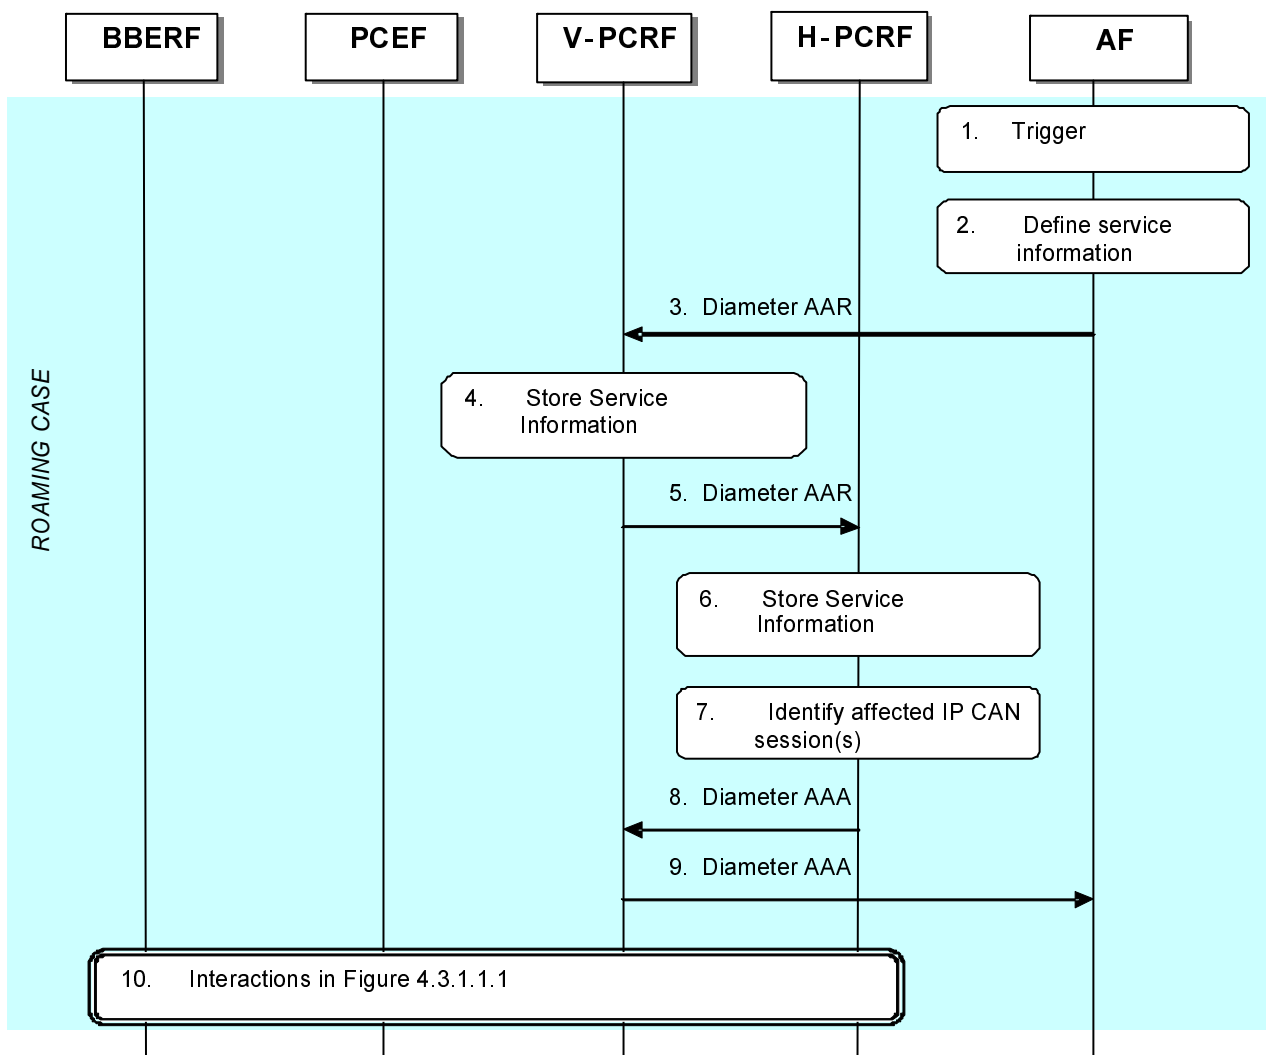 BBERF
PCEF
V-PCRF
H-PCRF
AF
1. Trigger
2. Define service
information
3. Diameter AAR
ROAMING CASE
4. Store Service
Information
5. Diameter AAR
6. Store Service
Information
7. Identify affected IP CAN
session(s)
8. Diameter AAA
9. Diameter AAA
10. Interactions in Figure 4.3.1.1.1